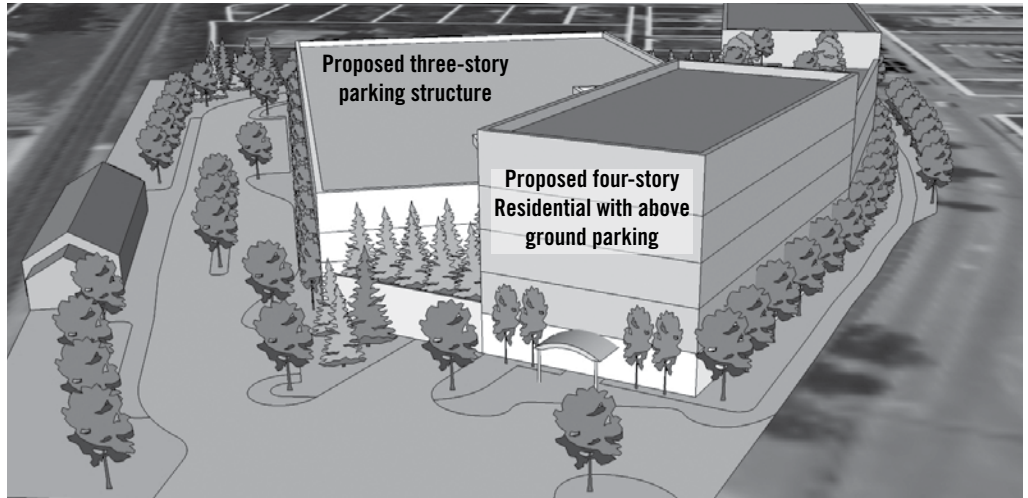 Proposed three-story
parking structure
Proposed four-story
Residential with above
ground parking